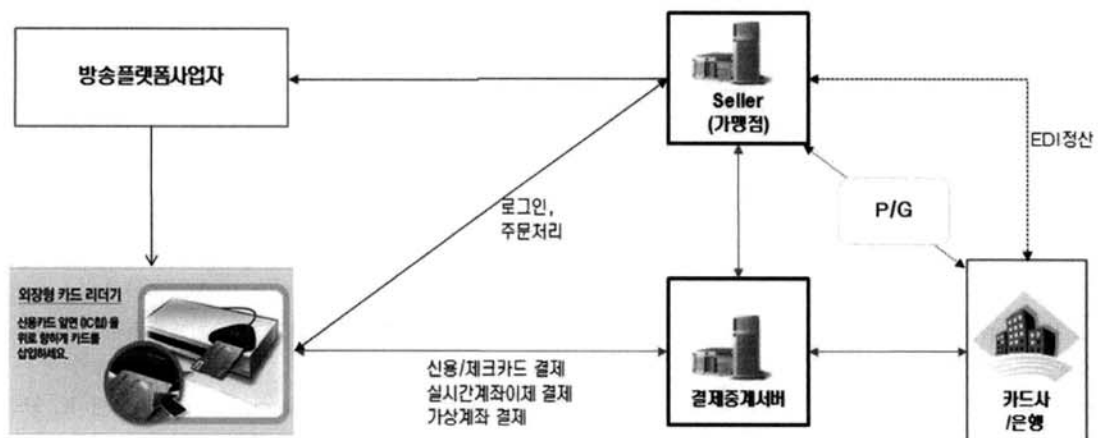 방송플랫폼사업자
Seller
(가맹점)
EDI정산
P/G
로그인,
주문처리
외장형 카드 리더기
신용카드 앞면 (IC칩)을
위로 향하게 카드를
삽입하세요.
신용/체크카드 결제
실시간계좌이제 결제
가상계좌 결제
결제중계서버
카드사
/은행